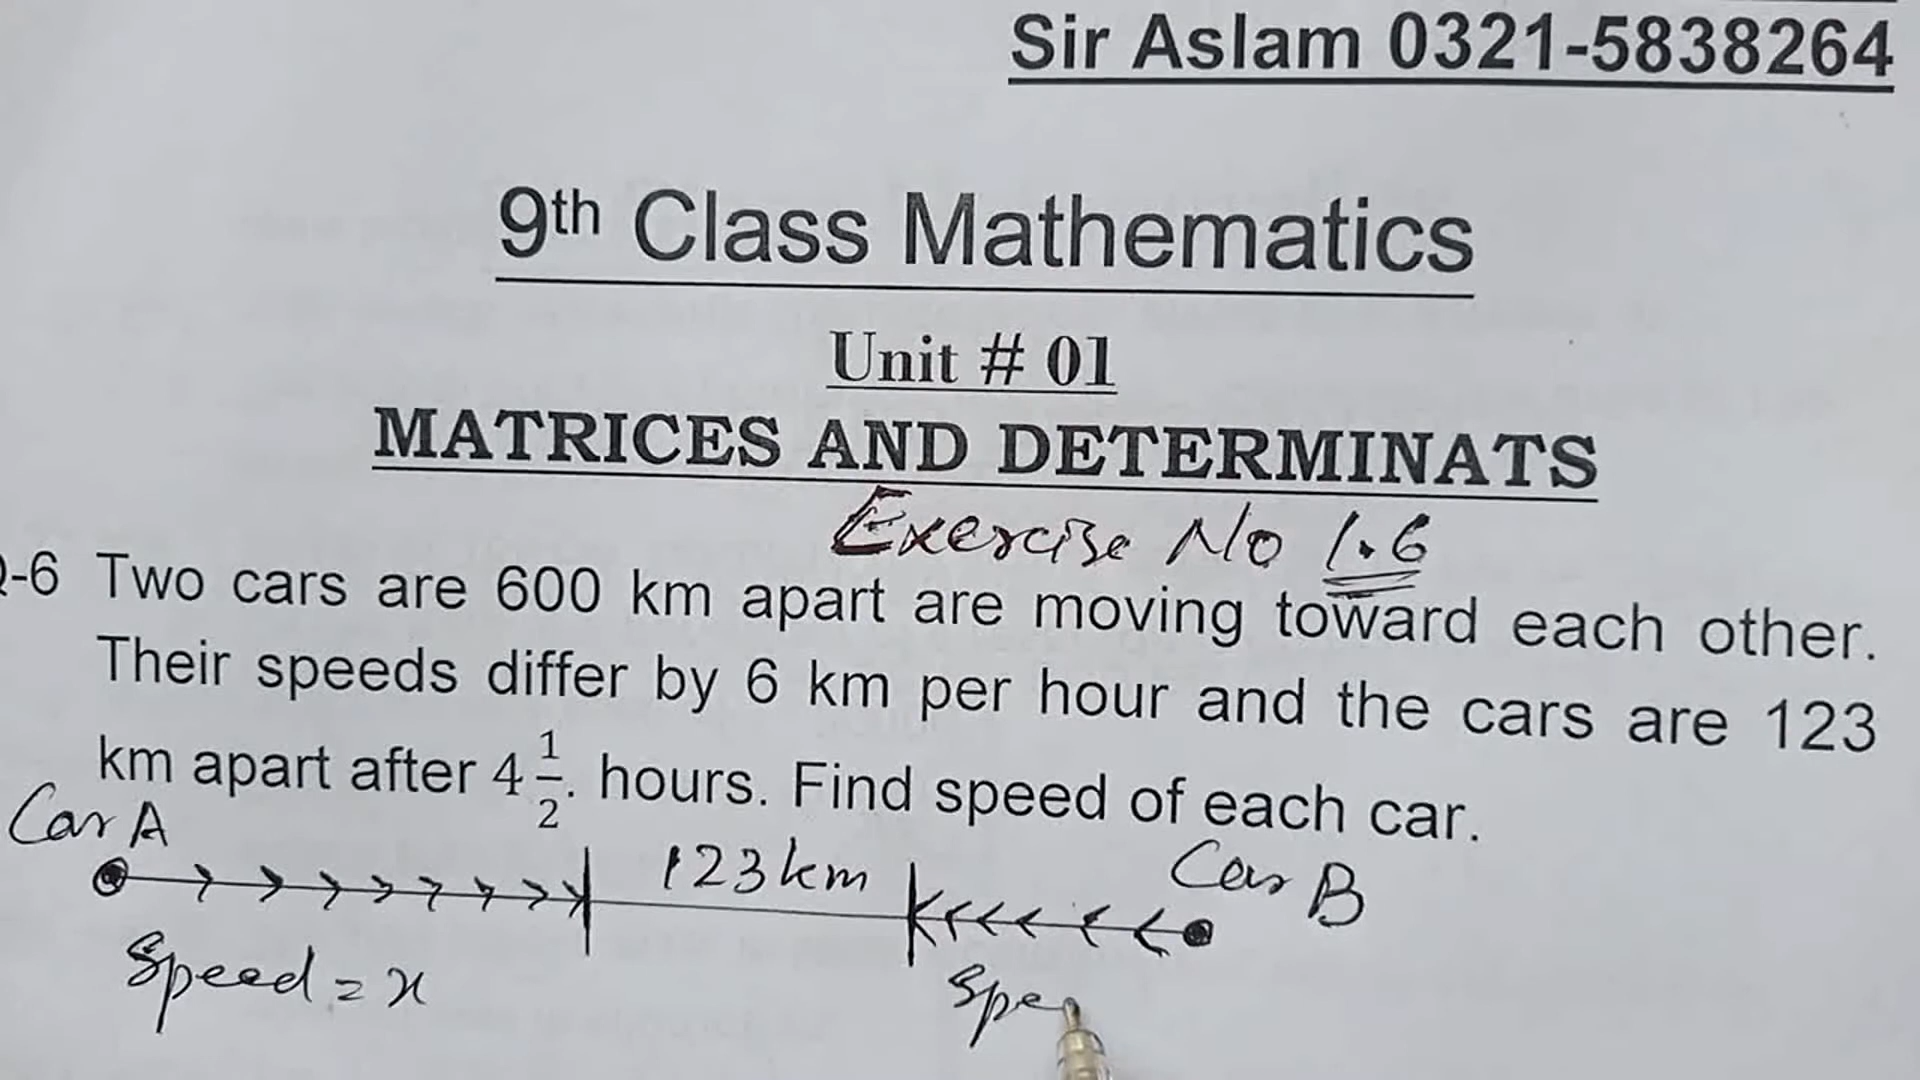 Sir Aslam 0321-5838264
9th Class Mathematics
Unit # 01
MATRICES AND DETERMINATS
Exercise No 1.6
-6 Two cars are 600 km apart are moving toward each other.
Their speeds differ by 6 km per hour and the cars are 123
km apart after 4 1/2. hours. Find speed of each car.
Car A
123 km
Car B
Speed = x
Spe